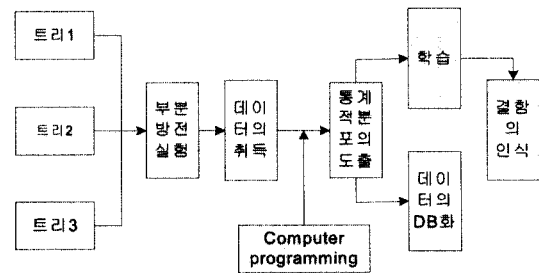 트리1
트리2
트리3
부분
방전
실험
데이
터의
취득
Computer
programming
통계
적분
포의
도출
학습
데이
터의
DB화
결함
의
인식